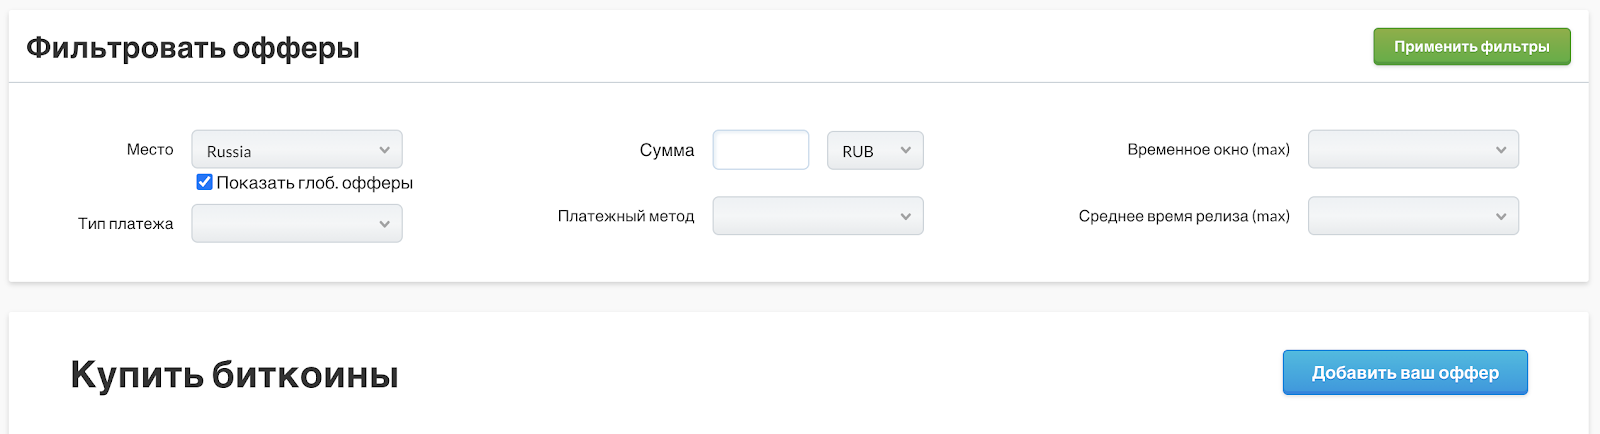 Фильтровать офферы
Применить фильтры
Место
Russia
Сумма
RUB
Временное окно (max)
Показать глоб. офферы
Тип платежа
Платежный метод
Среднее время релиза (max)
Купить биткоины
Добавить ваш оффер